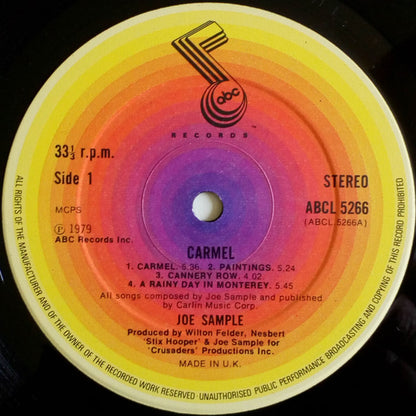 abc
RECORDS
33⅓ r.p.m.
Side 1
STEREO
MCPS
ABCL 5266
(ABCL.5266A)
℗ 1979
ABC Records Inc.
CARMEL
1. CARMEL. 5.36. 2. PAINTINGS. 5.24
3. CANNERY ROW. 4.02.
4. A RAINY DAY IN MONTEREY. 5.45
All songs composed by Joe Sample and published
by Carlin Music Corp.
JOE SAMPLE
Produced by Wilton Felder, Nesbert
'Stix Hooper' & Joe Sample for
'Crusaders' Productions Inc.
MADE IN U.K.
ALL RIGHTS OF THE MANUFACTURER AND OF THE OWNER OF THE RECORDED WORK RESERVED · UNAUTHORISED PUBLIC PERFORMANCE BROADCASTING AND COPYING OF THIS RECORD PROHIBITED